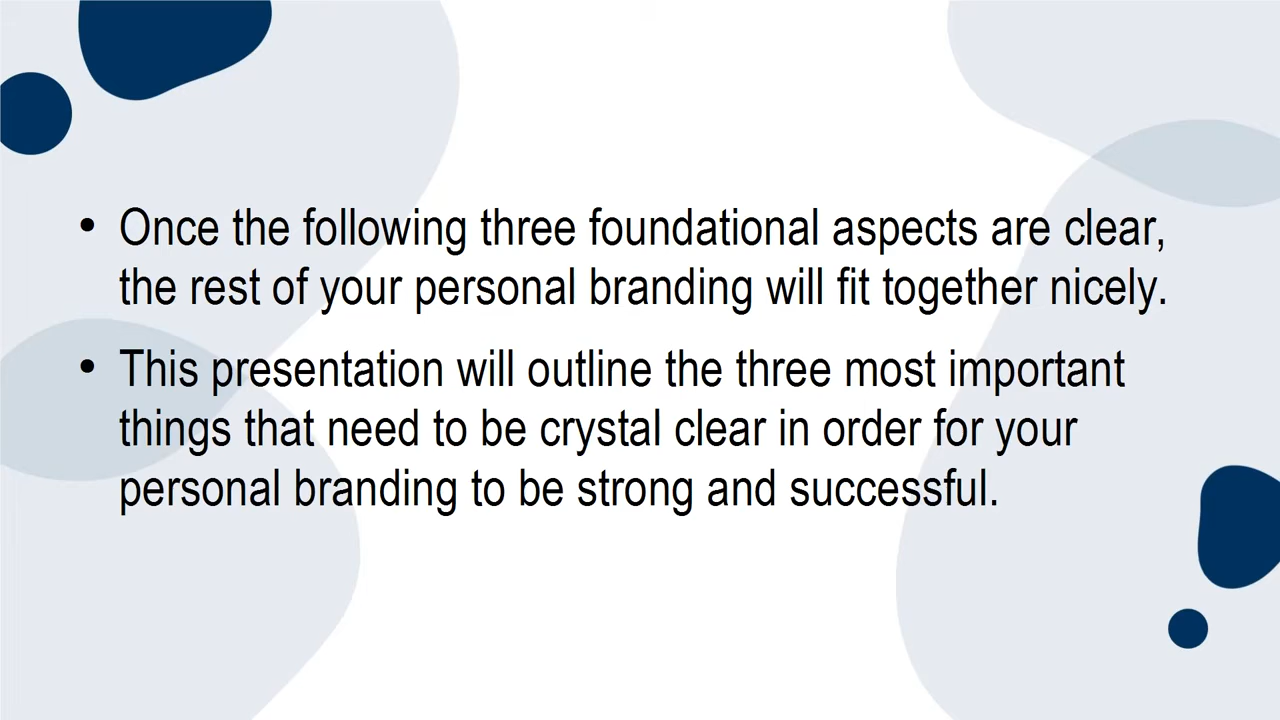 • Once the following three foundational aspects are clear,
the rest of your personal branding will fit together nicely.
• This presentation will outline the three most important
things that need to be crystal clear in order for your
personal branding to be strong and successful.